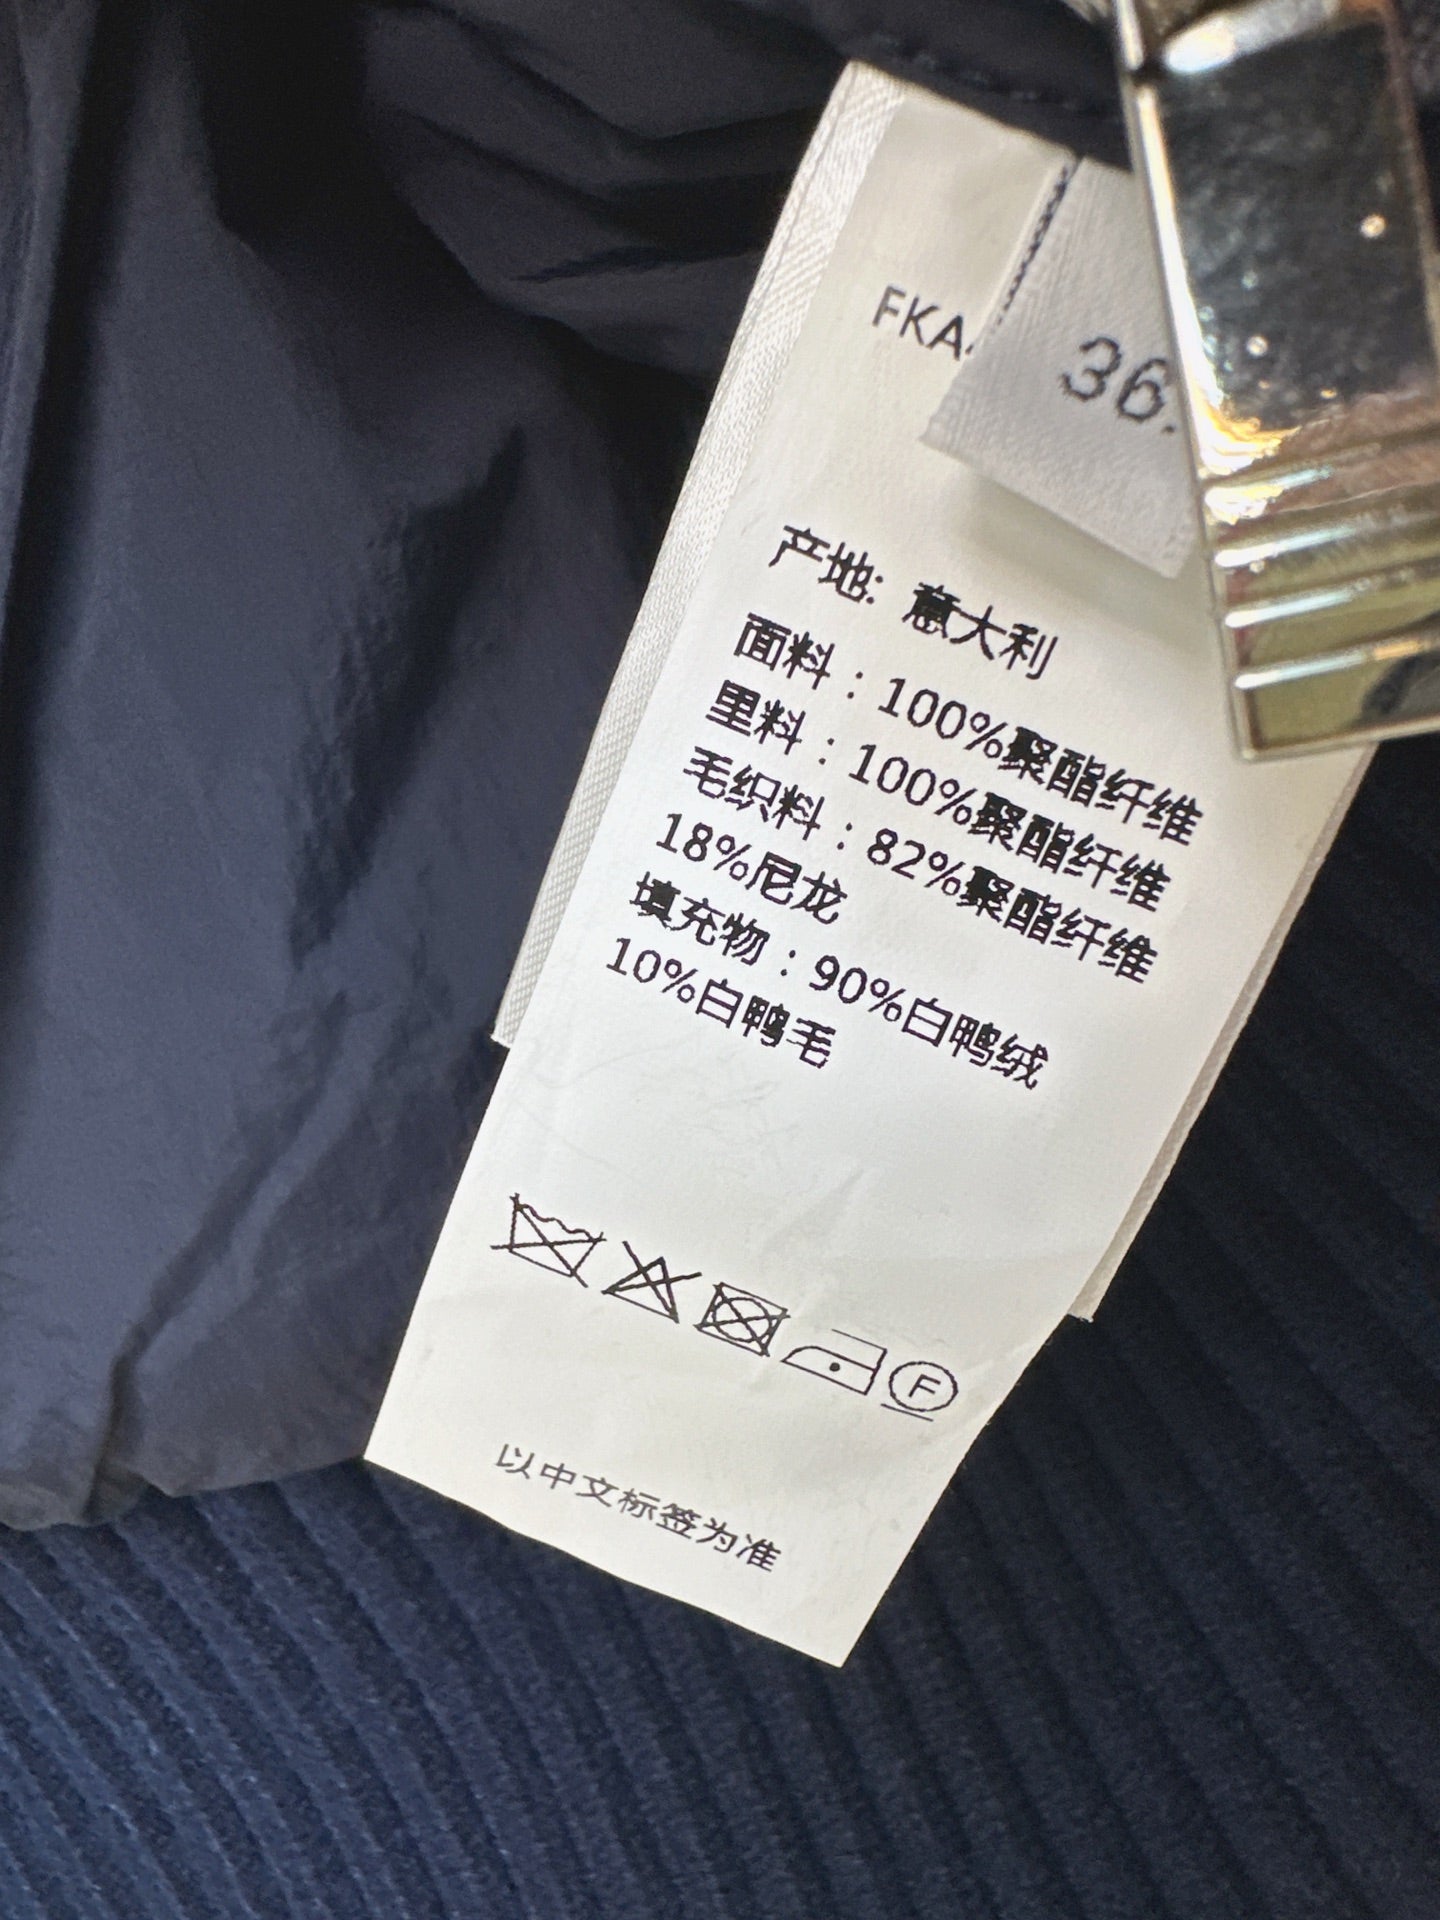 FKA
36.
产地: 意大利
面料：100%聚酯纤维
里料：100%聚酯纤维
毛织料：82%聚酯纤维
18%尼龙
填充物：90%白鸭绒
10%白鸭毛
F
以中文标签为准